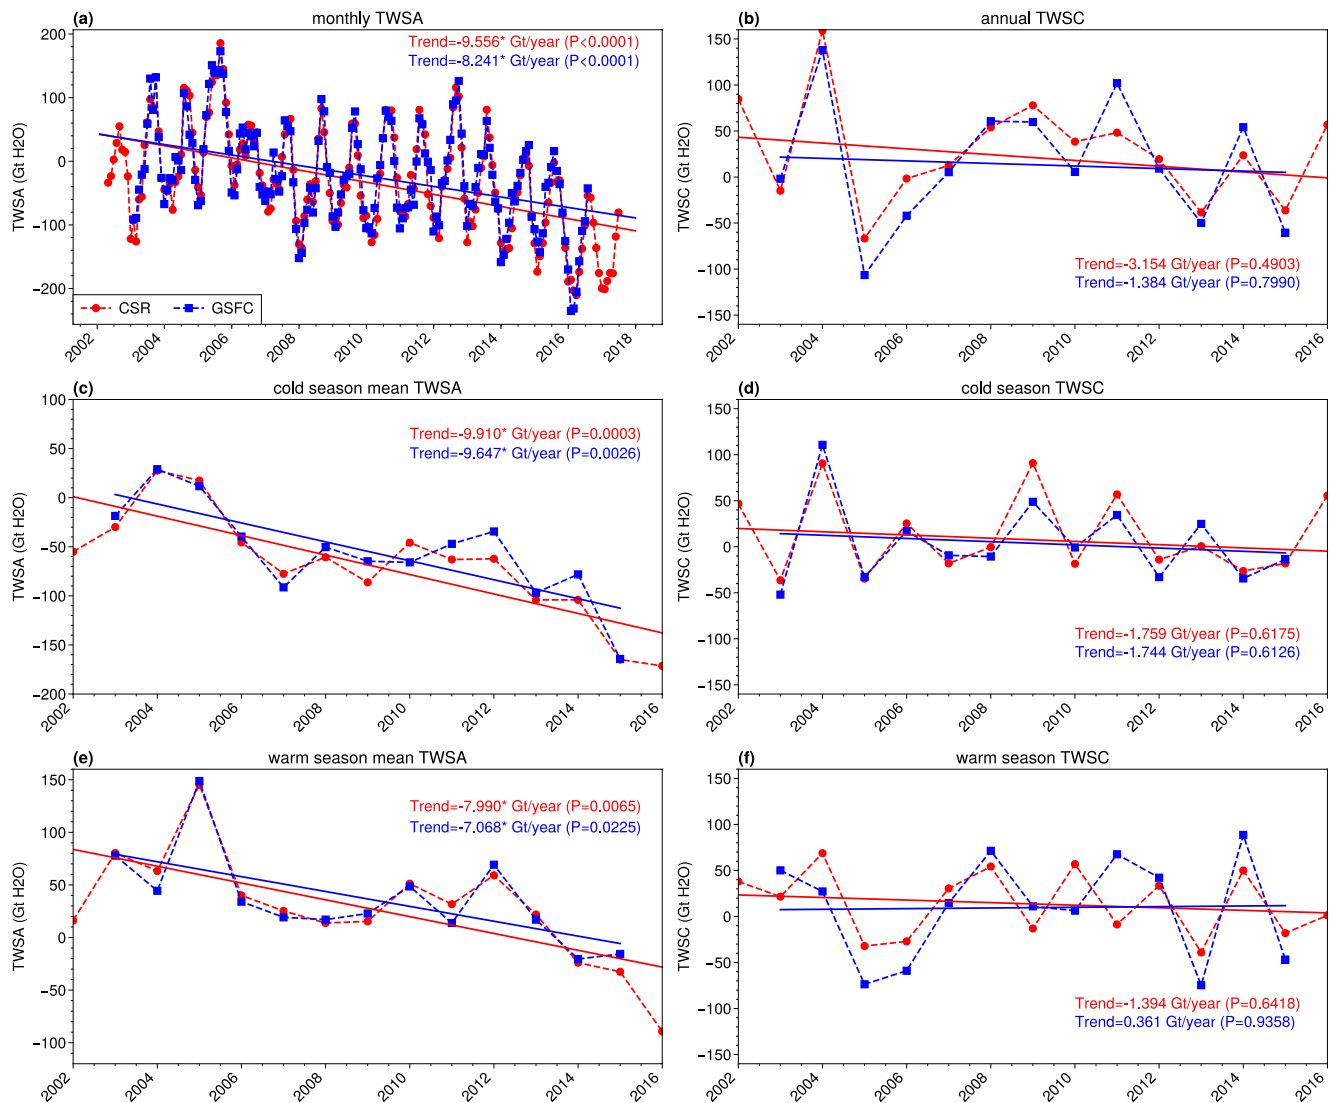 (a) monthly TWSA
Trend=-9.556* Gt/year (P<0.0001)
Trend=-8.241* Gt/year (P<0.0001)
TWSA (Gt H2O)
200
100
0
−100
−200
CSR GSFC
2002 2004 2006 2008 2010 2012 2014 2016 2018
(b) annual TWSC
TWSC (Gt H2O)
150
100
50
0
−50
−100
−150
Trend=-3.154 Gt/year (P=0.4903)
Trend=-1.384 Gt/year (P=0.7990)
2002 2004 2006 2008 2010 2012 2014 2016
(c) cold season mean TWSA
Trend=-9.910* Gt/year (P=0.0003)
Trend=-9.647* Gt/year (P=0.0026)
TWSA (Gt H2O)
100
50
0
−50
−100
−150
−200
2002 2004 2006 2008 2010 2012 2014 2016
(d) cold season TWSC
TWSC (Gt H2O)
150
100
50
0
−50
−100
−150
Trend=-1.759 Gt/year (P=0.6175)
Trend=-1.744 Gt/year (P=0.6126)
2002 2004 2006 2008 2010 2012 2014 2016
(e) warm season mean TWSA
Trend=-7.990* Gt/year (P=0.0065)
Trend=-7.068* Gt/year (P=0.0225)
TWSA (Gt H2O)
150
100
50
0
−50
−100
2002 2004 2006 2008 2010 2012 2014 2016
(f) warm season TWSC
TWSC (Gt H2O)
150
100
50
0
−50
−100
−150
Trend=-1.394 Gt/year (P=0.6418)
Trend=0.361 Gt/year (P=0.9358)
2002 2004 2006 2008 2010 2012 2014 2016